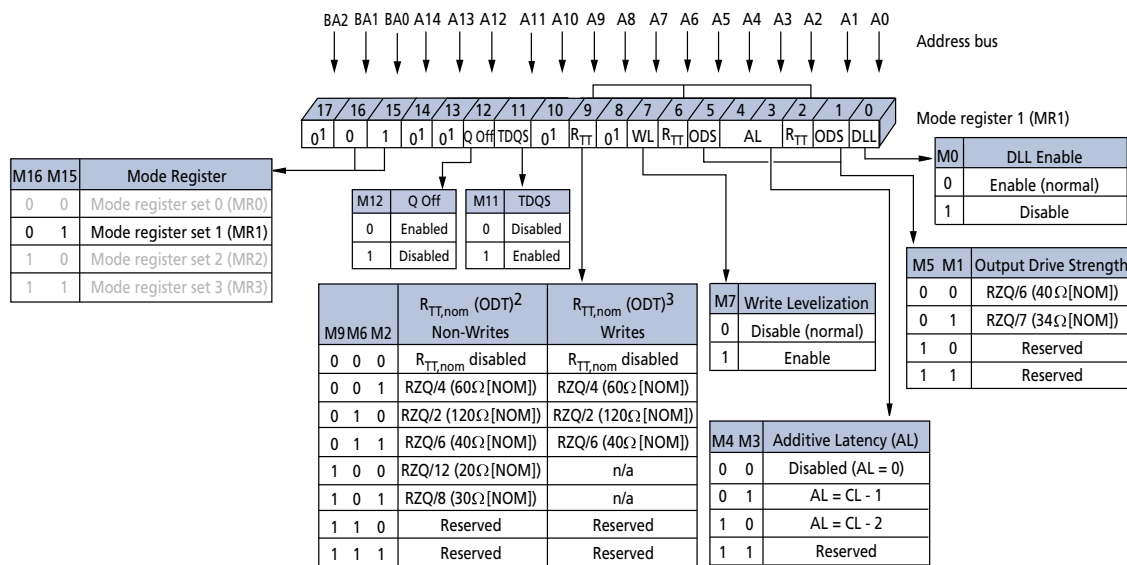 BA2 BA1 BA0 A14 A13 A12 A11 A10 A9 A8 A7 A6 A5 A4 A3 A2 A1 A0
Address bus
17 16 15 14 13 12 11 10 9 8 7 6 5 4 3 2 1 0
Mode register 1 (MR1)
0¹ 0 1 0¹ 0¹ Q Off TDQS 0¹ RTT 0¹ WL RTT ODS AL RTT ODS DLL
M16 M15 Mode Register
0 0 Mode register set 0 (MR0)
0 1 Mode register set 1 (MR1)
1 0 Mode register set 2 (MR2)
1 1 Mode register set 3 (MR3)
M12 Q Off
0 Enabled
1 Disabled
M11 TDQS
0 Disabled
1 Enabled
M0 DLL Enable
0 Enable (normal)
1 Disable
M5 M1 Output Drive Strength
0 0 RZQ/6 (40Ω[NOM])
0 1 RZQ/7 (34Ω[NOM])
1 0 Reserved
1 1 Reserved
RTT,nom (ODT)² RTT,nom (ODT)³
M9 M6 M2 Non-Writes Writes
0 0 0 RTT,nom disabled RTT,nom disabled
0 0 1 RZQ/4 (60Ω[NOM]) RZQ/4 (60Ω[NOM])
0 1 0 RZQ/2 (120Ω[NOM]) RZQ/2 (120Ω[NOM])
0 1 1 RZQ/6 (40Ω[NOM]) RZQ/6 (40Ω[NOM])
1 0 0 RZQ/12 (20Ω[NOM]) n/a
1 0 1 RZQ/8 (30Ω[NOM]) n/a
1 1 0 Reserved Reserved
1 1 1 Reserved Reserved
M7 Write Levelization
0 Disable (normal)
1 Enable
M4 M3 Additive Latency (AL)
0 0 Disabled (AL = 0)
0 1 AL = CL - 1
1 0 AL = CL - 2
1 1 Reserved